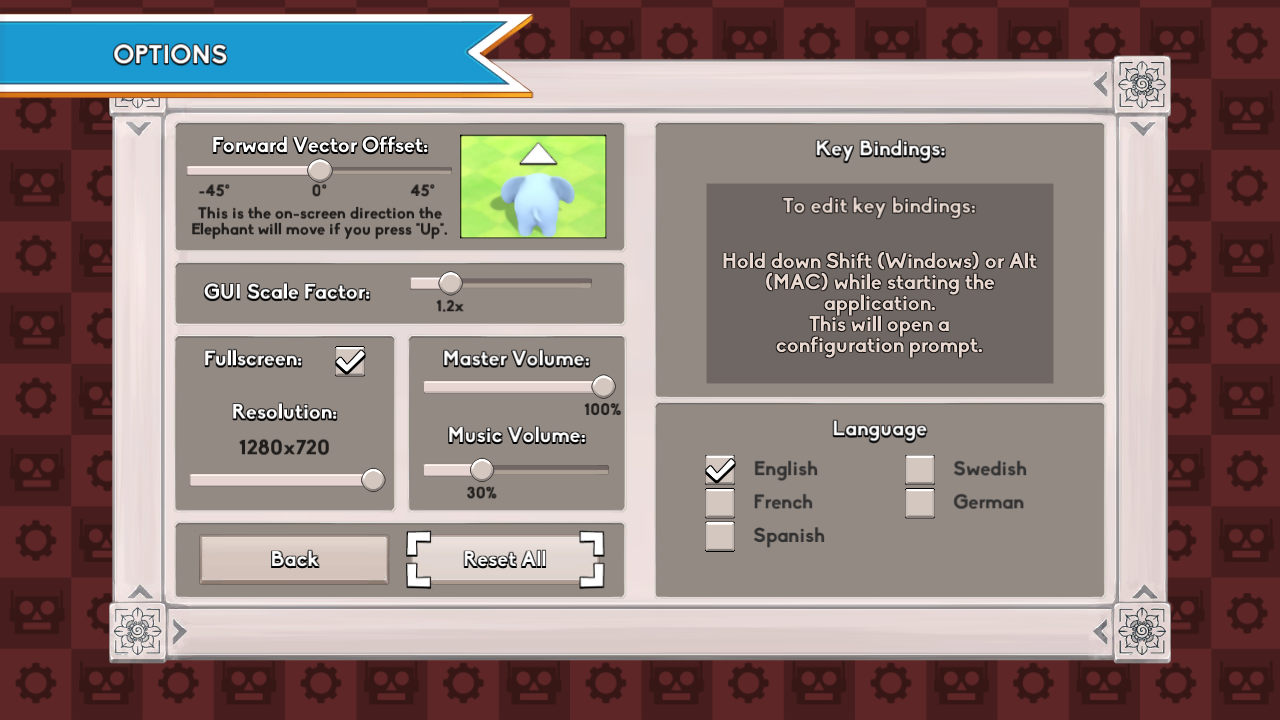 OPTIONS
Forward Vector Offset:
-45° 0° 45°
This is the on-screen direction the
Elephant will move if you press "Up".
GUI Scale Factor:
1.2x
Fullscreen:
Resolution:
1280x720
Master Volume:
100%
Music Volume:
30%
Back
Reset All
Key Bindings:
To edit key bindings:
Hold down Shift (Windows) or Alt
(MAC) while starting the
application.
This will open a
configuration prompt.
Language
English
Swedish
French
German
Spanish